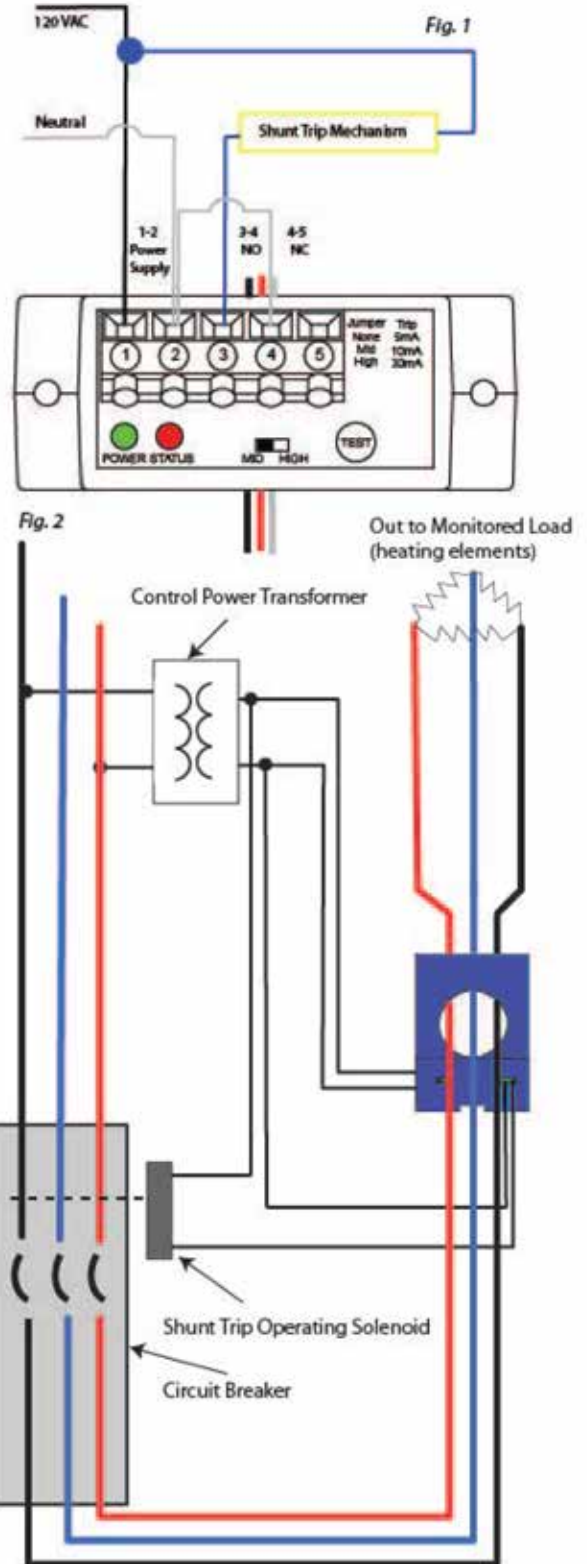 120 VAC
Fig. 1
Neutral
Shunt Trip Mechanism
1-2
Power
Supply
3-4
NO
4-5
NC
Jumper Trip
None 5mA
Mid 10mA
High 30mA
1 2 3 4 5
POWER STATUS
MID HIGH
TEST
Fig. 2
Out to Monitored Load
(heating elements)
Control Power Transformer
Shunt Trip Operating Solenoid
Circuit Breaker